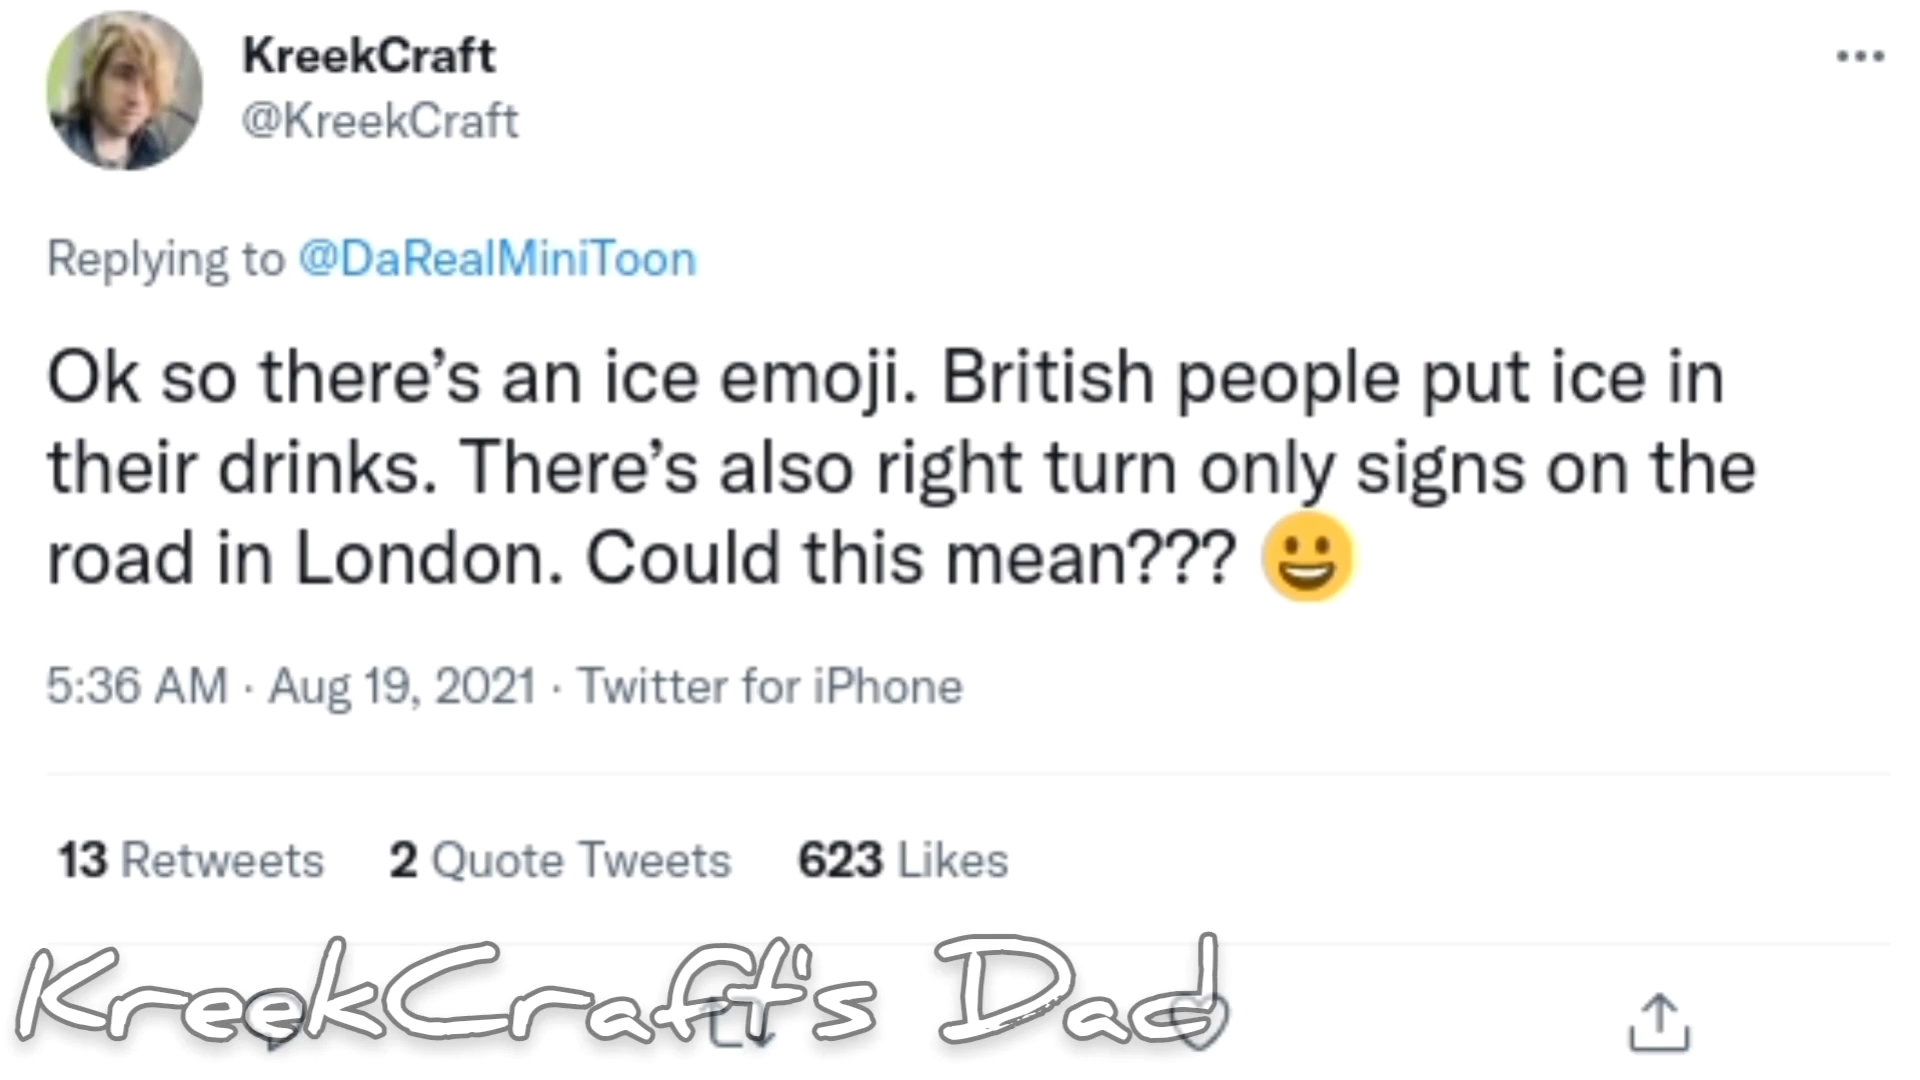 KreekCraft
@KreekCraft
Replying to @DaRealMiniToon
Ok so there’s an ice emoji. British people put ice in
their drinks. There’s also right turn only signs on the
road in London. Could this mean??? 😀
5:36 AM · Aug 19, 2021 · Twitter for iPhone
13 Retweets 2 Quote Tweets 623 Likes
KreekCraft's Dad